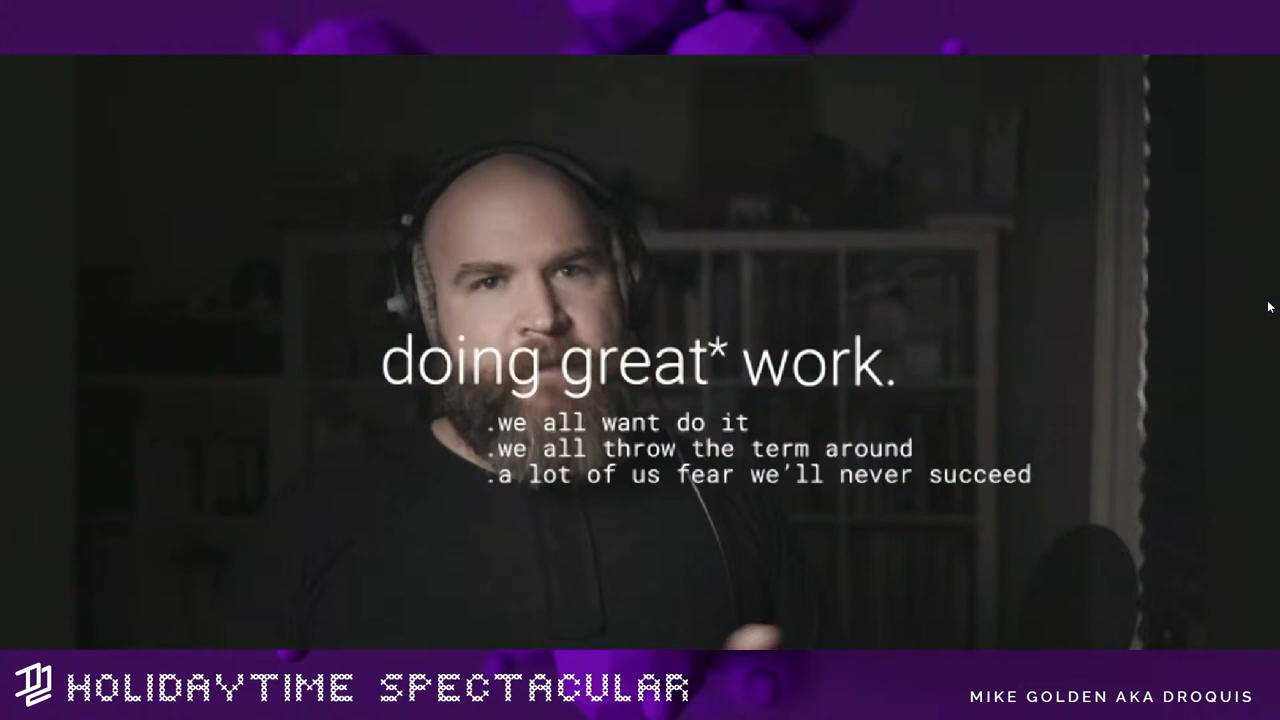 doing great* work.
.we all want do it
.we all throw the term around
.a lot of us fear we’ll never succeed
HOLIDAYTIME SPECTACULAR
MIKE GOLDEN AKA DROQUIS